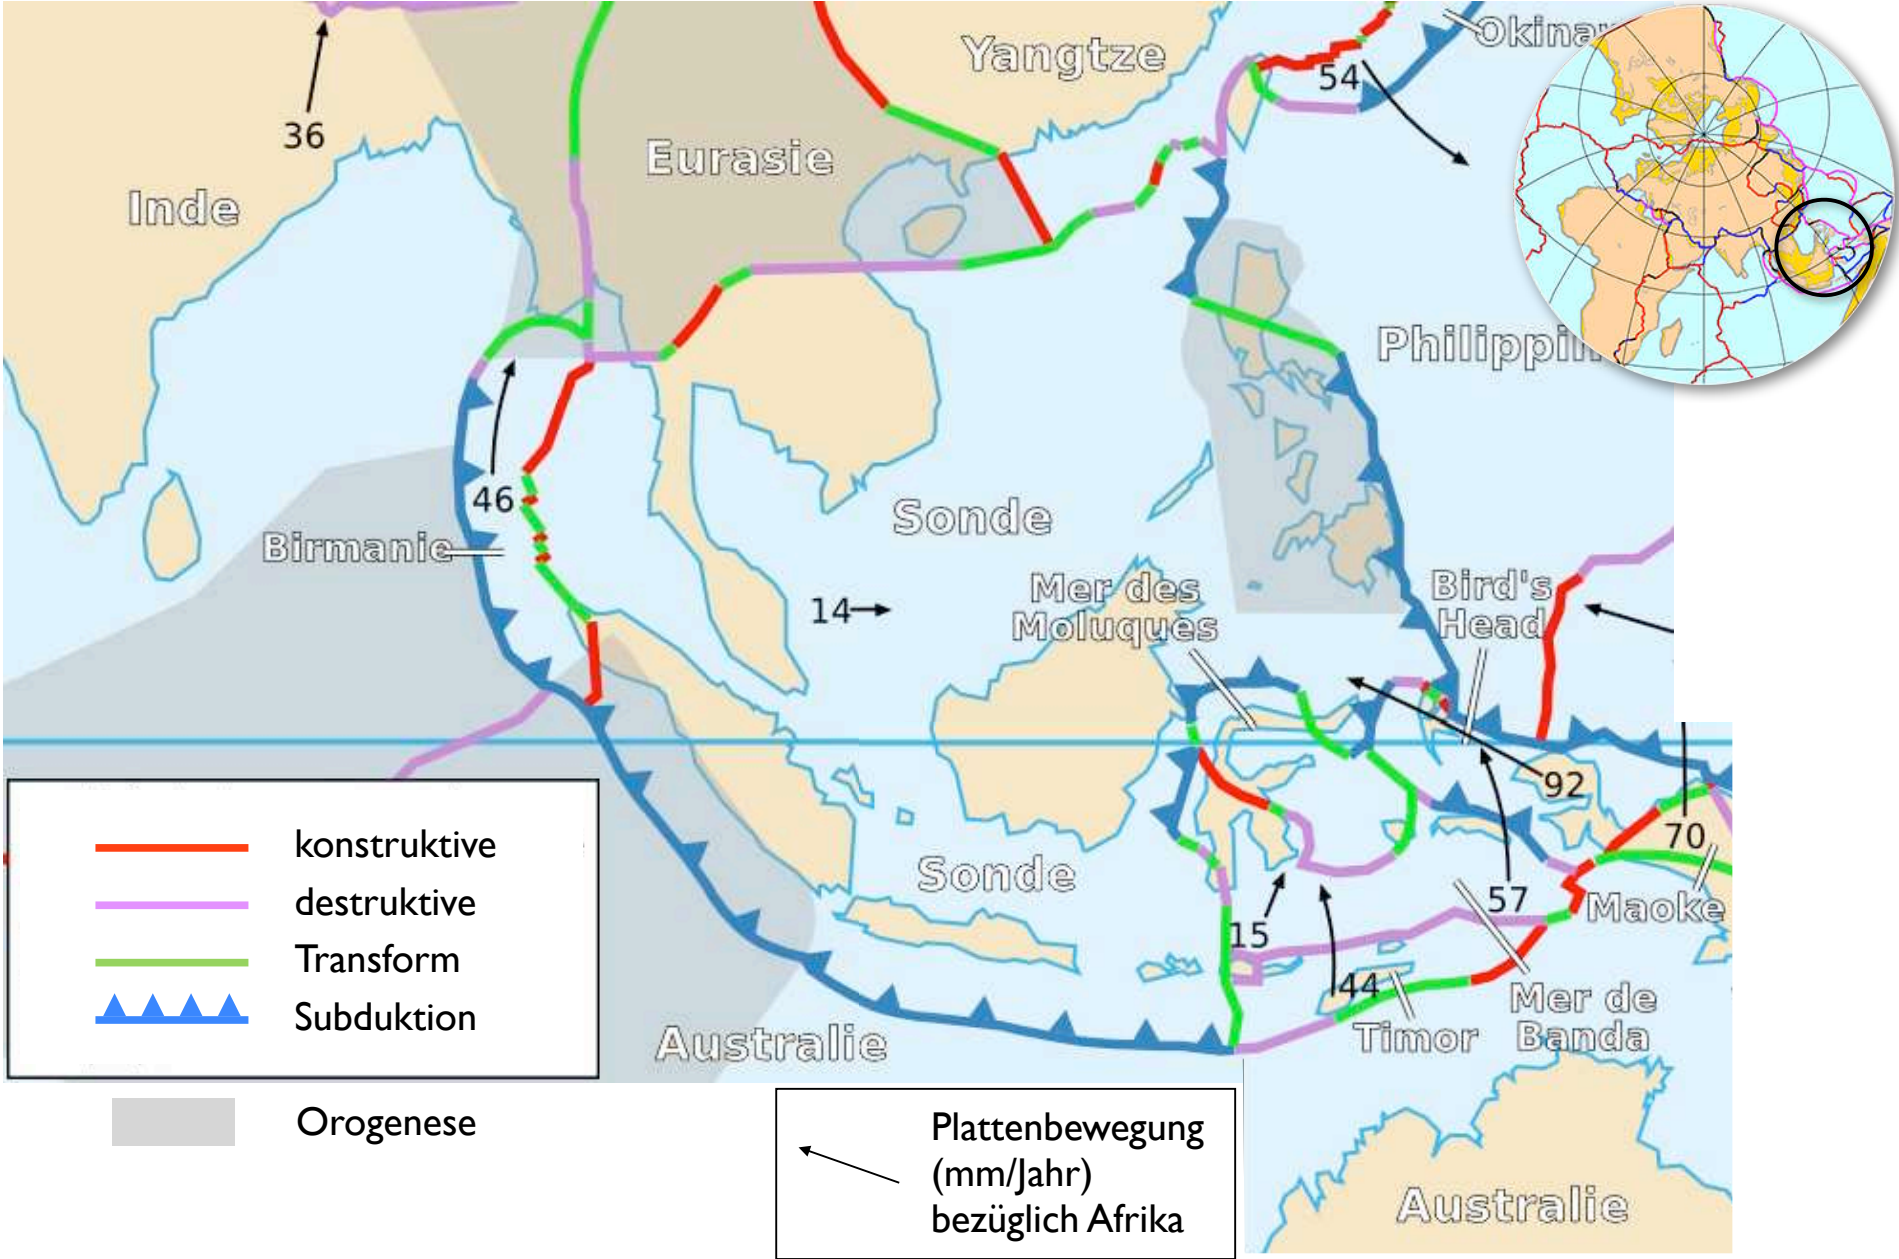 Okinaw
Yangtze
54
36
Eurasie
Inde
Philippin
46
Sonde
Birmanie
14
Mer des
Moluques
Bird's
Head
92
70
Sonde
57
Maoke
15
44
Mer de
Banda
Timor
Australie
konstruktive
destruktive
Transform
Subduktion
Orogenese
Plattenbewegung
(mm/Jahr)
bezüglich Afrika
Australie